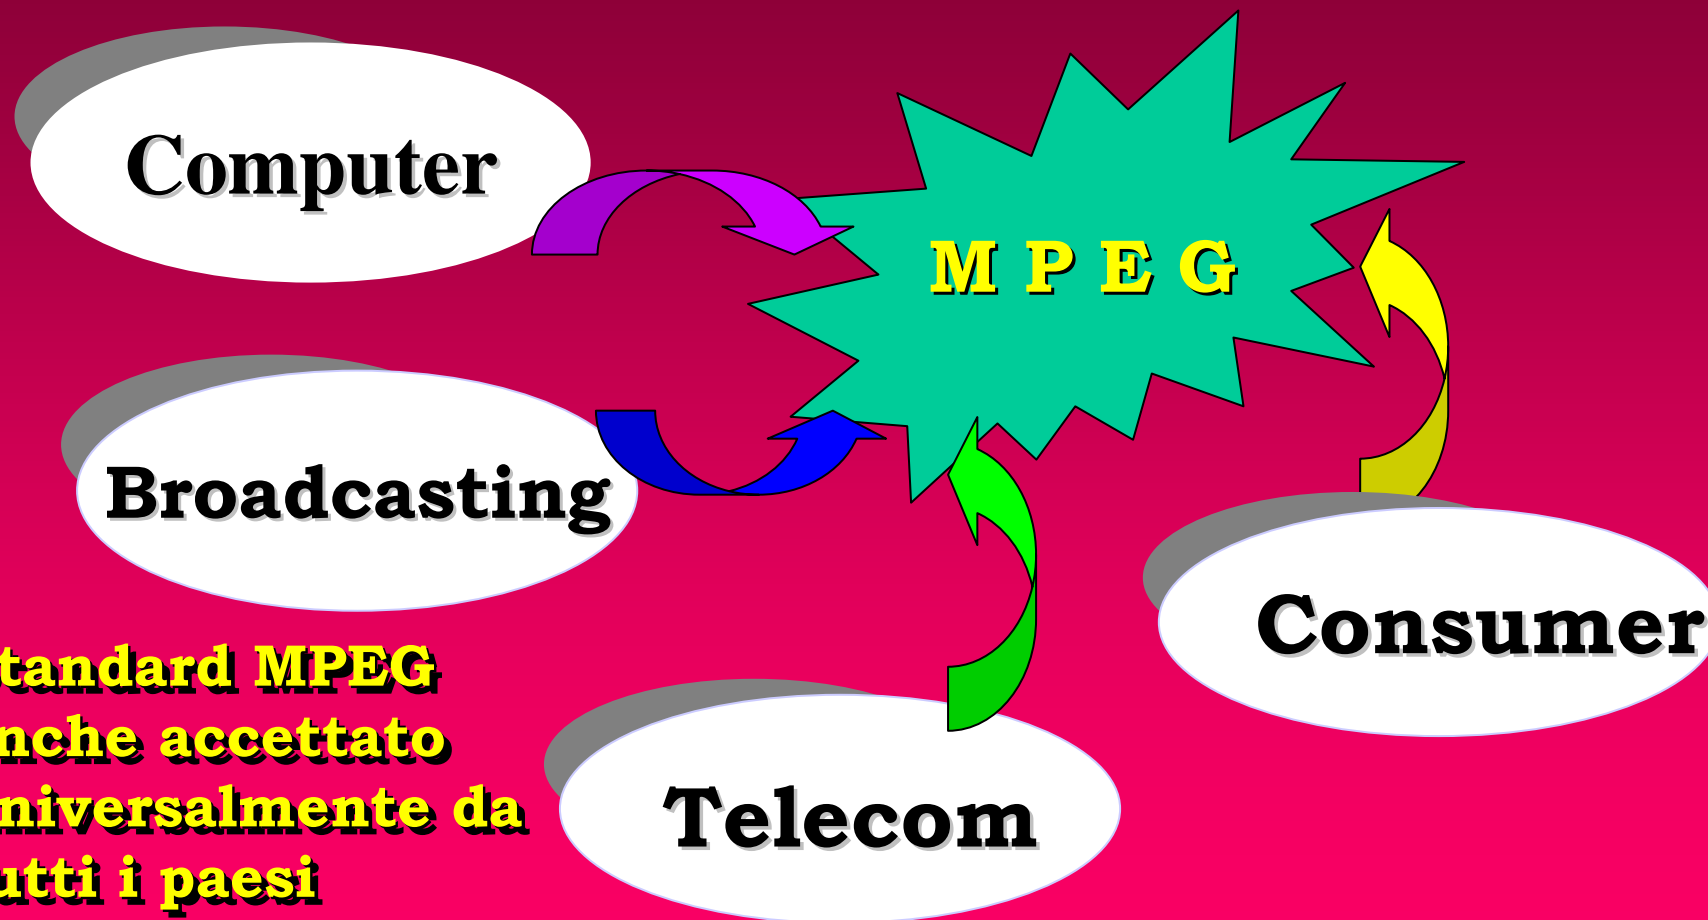 Computer
M P E G
Broadcasting
Consumer
tandard MPEG
nche accettato
niversalmente da
utti i paesi
Telecom